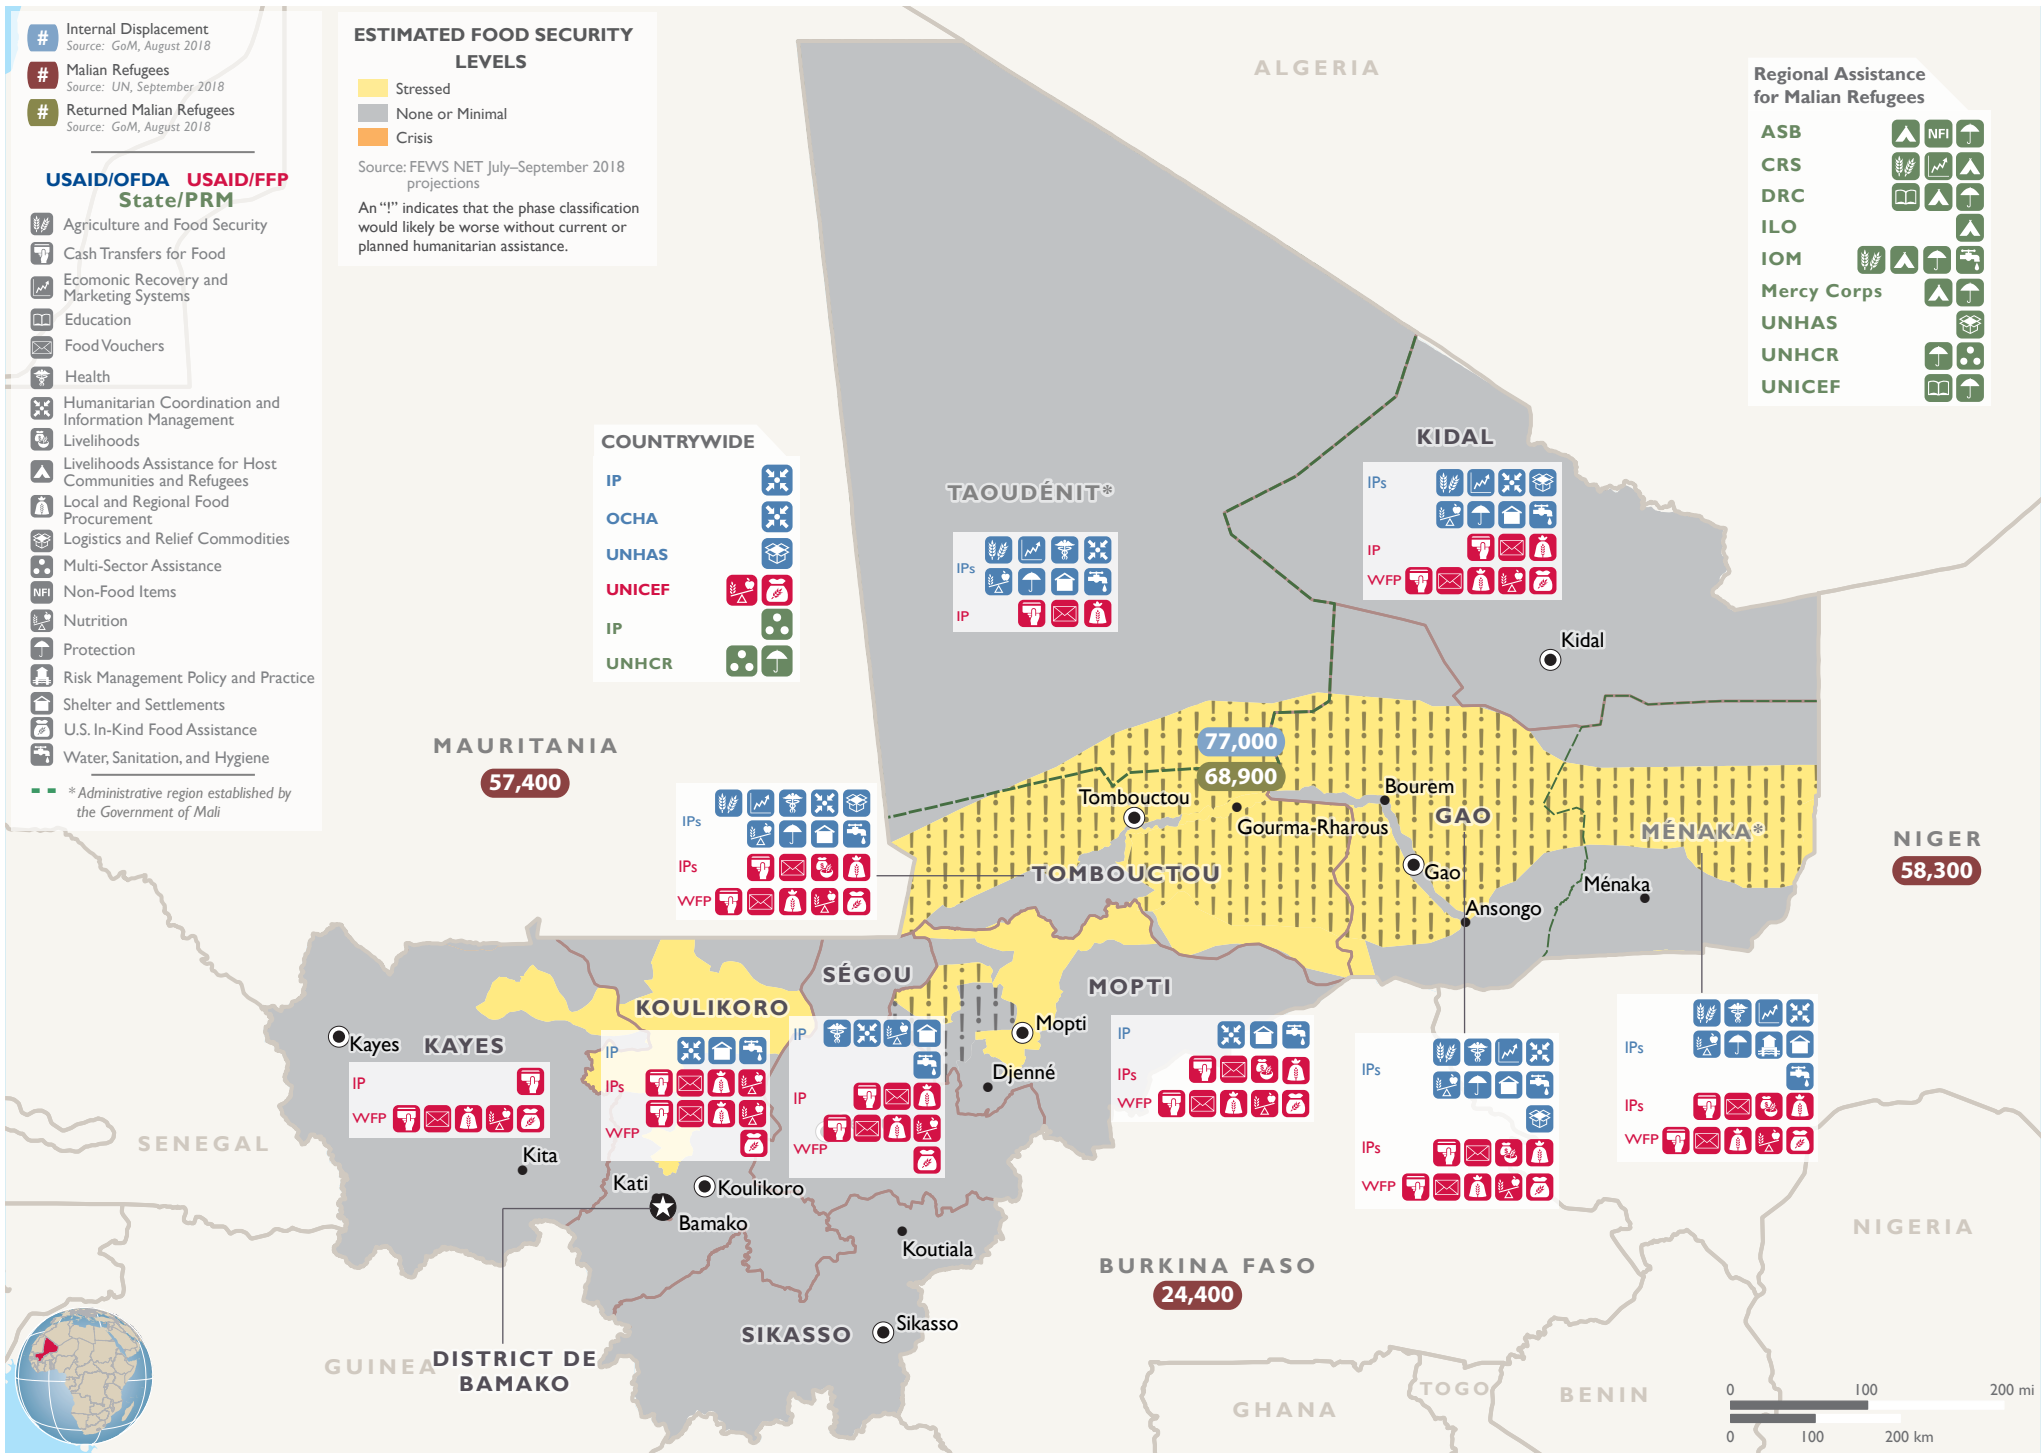 # Internal Displacement
Source: GoM, August 2018
# Malian Refugees
Source: UN, September 2018
# Returned Malian Refugees
Source: GoM, August 2018
USAID/OFDA USAID/FFP
State/PRM
Agriculture and Food Security
Cash Transfers for Food
Ecomonic Recovery and
Marketing Systems
Education
Food Vouchers
Health
Humanitarian Coordination and
Information Management
Livelihoods
Livelihoods Assistance for Host
Communities and Refugees
Local and Regional Food
Procurement
Logistics and Relief Commodities
Multi-Sector Assistance
NFI Non-Food Items
Nutrition
Protection
Risk Management Policy and Practice
Shelter and Settlements
U.S. In-Kind Food Assistance
Water, Sanitation, and Hygiene
* Administrative region established by
the Government of Mali
ESTIMATED FOOD SECURITY
LEVELS
Stressed
None or Minimal
Crisis
Source: FEWS NET July–September 2018
projections
An “!” indicates that the phase classification
would likely be worse without current or
planned humanitarian assistance.
ALGERIA
Regional Assistance
for Malian Refugees
ASB NFI
CRS
DRC
ILO
IOM
Mercy Corps
UNHAS
UNHCR
UNICEF
COUNTRYWIDE
IP
OCHA
UNHAS
UNICEF
IP
UNHCR
TAOUDÉNIT*
IPs
IP
KIDAL
IPs
IP
WFP
Kidal
MAURITANIA
57,400
77,000
68,900
Tombouctou
Gourma-Rharous
Bourem
GAO
Gao
Ansongo
MÉNAKA*
Ménaka
NIGER
58,300
IPs
IPs
WFP
TOMBOUCTOU
SÉGOU
MOPTI
KOULIKORO
Mopti
Djenné
Kayes
KAYES
IP
WFP
IP
IPs
WFP
IP
IP
WFP
IP
IPs
WFP
IPs
IPs
WFP
IPs
IPs
WFP
SENEGAL
Kita
Kati
Koulikoro
Bamako
Koutiala
SIKASSO
Sikasso
DISTRICT DE
BAMAKO
GUINEA
BURKINA FASO
24,400
NIGERIA
GHANA
TOGO
BENIN
0 100 200 mi
0 100 200 km